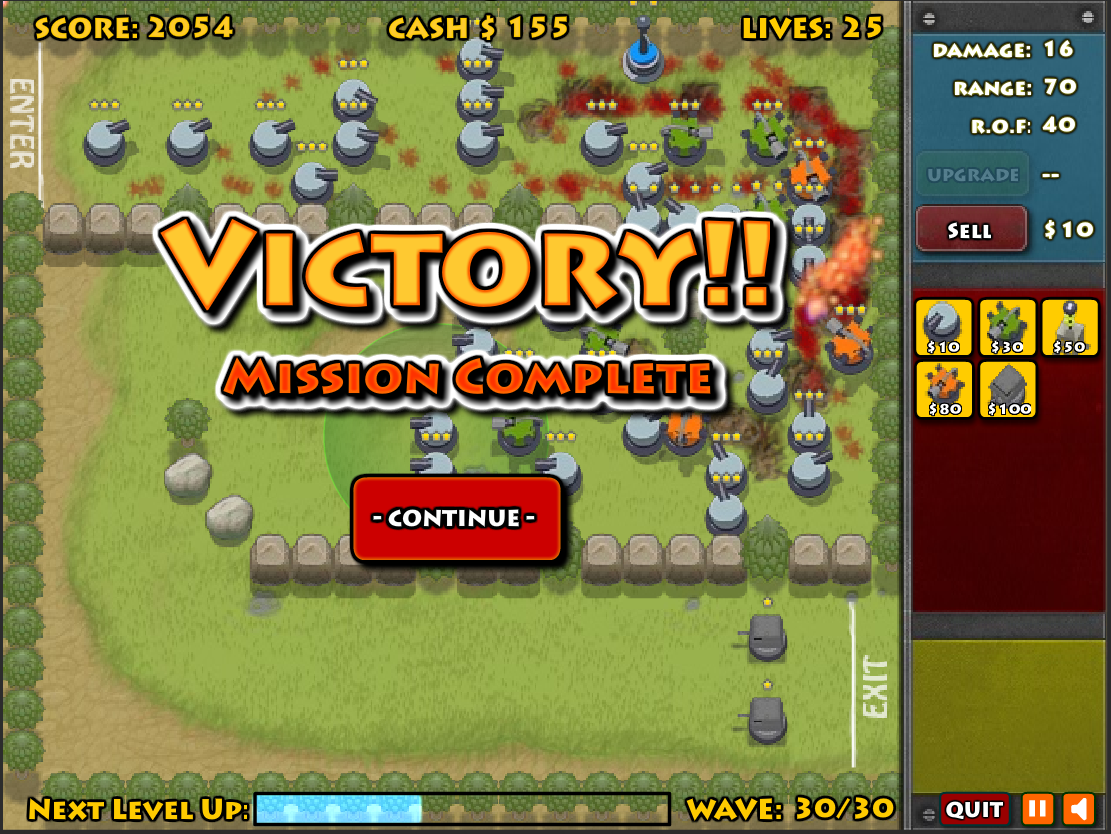 SCORE: 2054
CASH $ 155
LIVES: 25
DAMAGE: 16
RANGE: 70
R.O.F: 40
UPGRADE --
SELL $10
ENTER
VICTORY!!
MISSION COMPLETE
- CONTINUE -
$10 $30 $50
$80 $100
EXIT
NEXT LEVEL UP:
WAVE: 30/30
QUIT